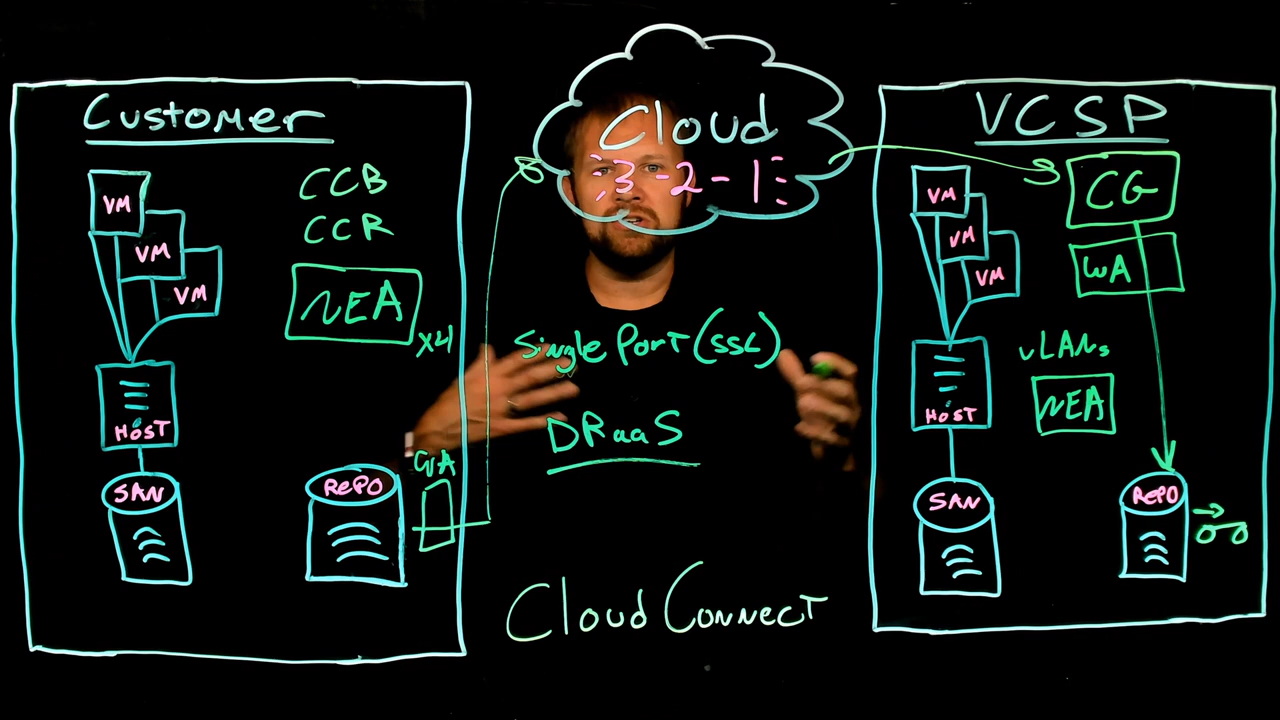 Customer
VM
VM
VM
CCB
CCR
NEA
x4
HOST
SAN
REPO
WA
Cloud
3-2-1
Single Port (SSL)
DRaaS
Cloud Connect
VCSP
VM
VM
VM
CG
WA
vLANs
NEA
HOST
SAN
REPO